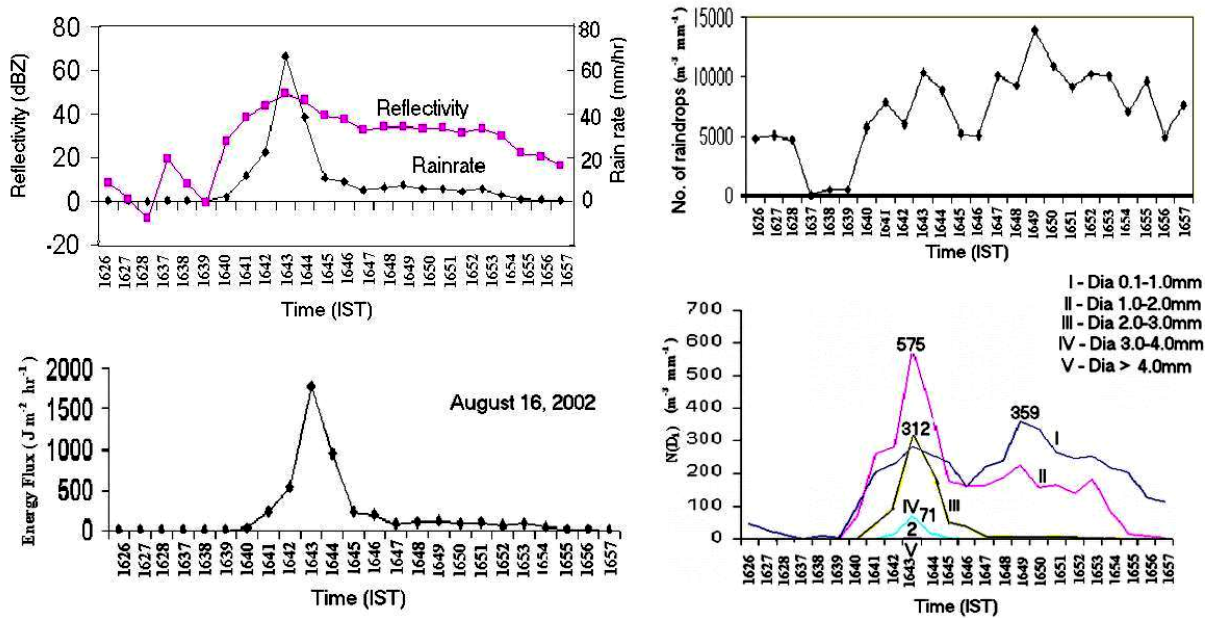 Reflectivity (dBZ)
80
60
40
20
0
-20
80
60
40
20
0
Rain rate (mm/hr)
Reflectivity
Rainrate
1626 1627 1628 1637 1638 1639 1640 1641 1642 1643 1644 1645 1646 1647 1648 1649 1650 1651 1652 1653 1654 1655 1656 1657
Time (IST)
No. of raindrops (m⁻³ mm⁻¹)
15000
10000
5000
0
1626 1627 1628 1637 1638 1639 1640 1641 1642 1643 1644 1645 1646 1647 1648 1649 1650 1651 1652 1653 1654 1655 1656 1657
Time (IST)
Energy Flux (J m⁻² hr⁻¹)
2000
1500
1000
500
0
August 16, 2002
1626 1627 1628 1637 1638 1639 1640 1641 1642 1643 1644 1645 1646 1647 1648 1649 1650 1651 1652 1653 1654 1655 1656 1657
Time (IST)
I - Dia 0.1-1.0mm
II - Dia 1.0-2.0mm
III - Dia 2.0-3.0mm
IV - Dia 3.0-4.0mm
V - Dia > 4.0mm
(m⁻³ mm⁻¹)
700
600
500
400
300
200
100
0
575
312
359
I
II
III
IV 71
2
V
1626 1627 1628 1637 1638 1639 1640 1641 1642 1643 1644 1645 1646 1647 1648 1649 1650 1651 1652 1653 1654 1655 1656 1657
Time (IST)